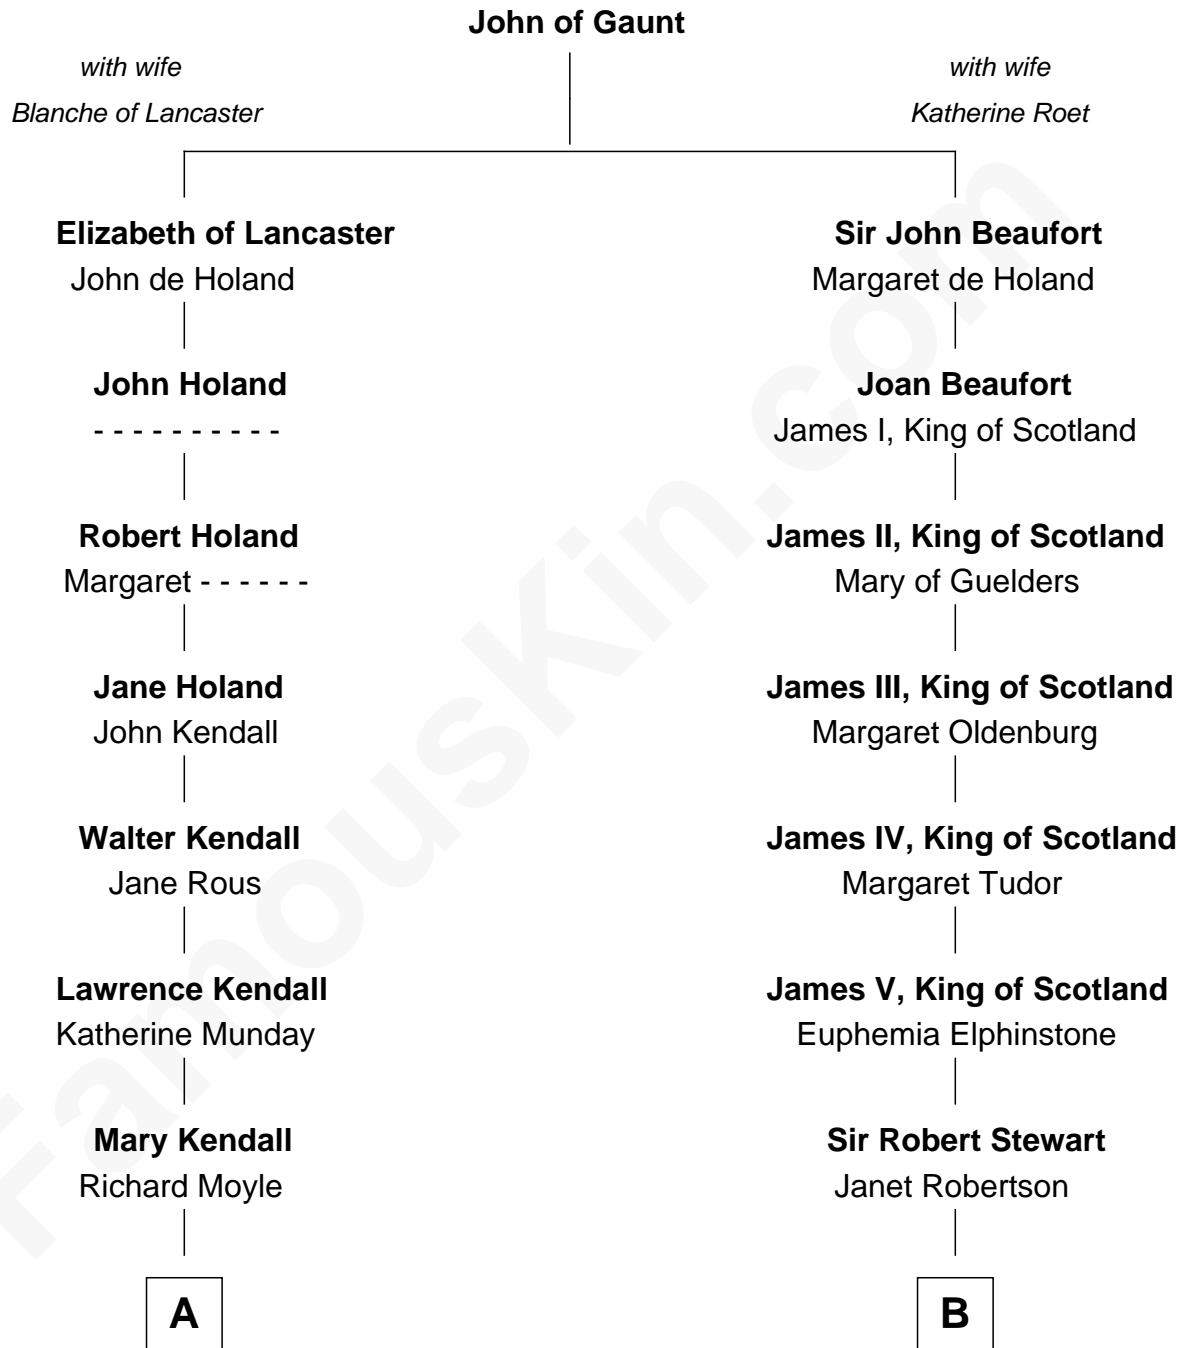 John of Gaunt
with wife
Blanche of Lancaster
with wife
Katherine Roet
Elizabeth of Lancaster
John de Holand
Sir John Beaufort
Margaret de Holand
John Holand
- - - - - - - - - -
Joan Beaufort
James I, King of Scotland
Robert Holand
Margaret - - - - - -
James II, King of Scotland
Mary of Guelders
Jane Holand
John Kendall
James III, King of Scotland
Margaret Oldenburg
Walter Kendall
Jane Rous
James IV, King of Scotland
Margaret Tudor
Lawrence Kendall
Katherine Munday
James V, King of Scotland
Euphemia Elphinstone
Mary Kendall
Richard Moyle
Sir Robert Stewart
Janet Robertson
A
B
FamousKin.com